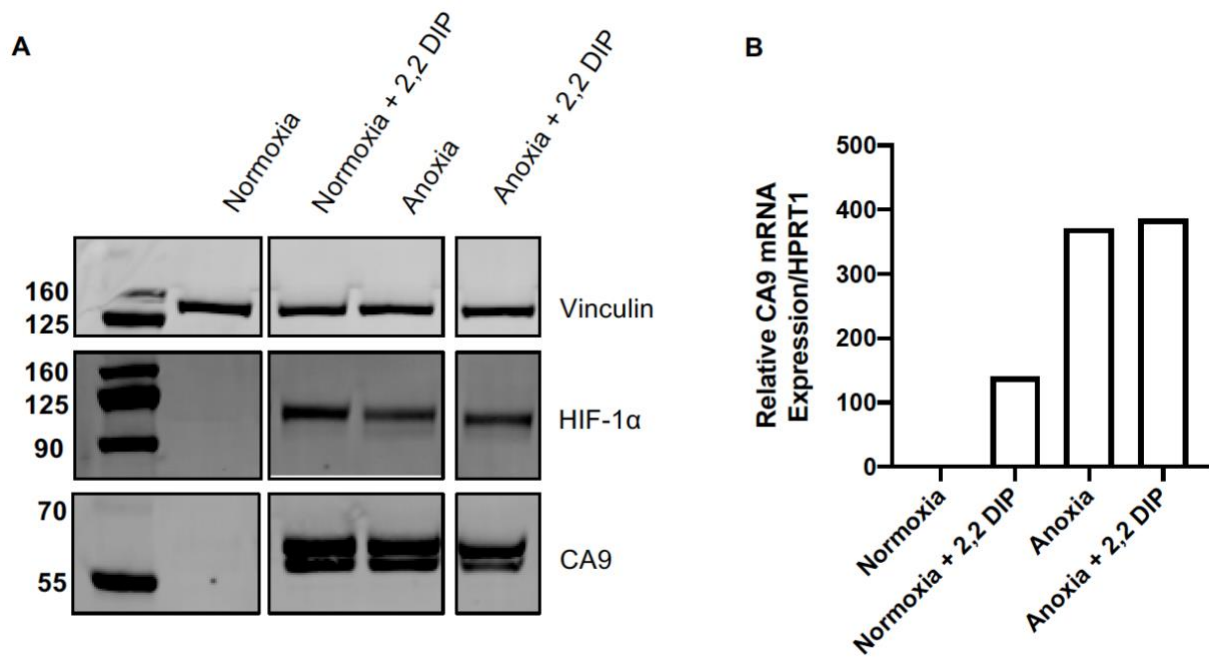 A
Normoxia
Normoxia + 2,2 DIP
Anoxia
Anoxia + 2,2 DIP
160
125
Vinculin
160
125
90
HIF-1α
70
55
CA9
B
Relative CA9 mRNA
Expression/HPRT1
500
400
300
200
100
0
Normoxia
Normoxia + 2,2 DIP
Anoxia
Anoxia + 2,2 DIP